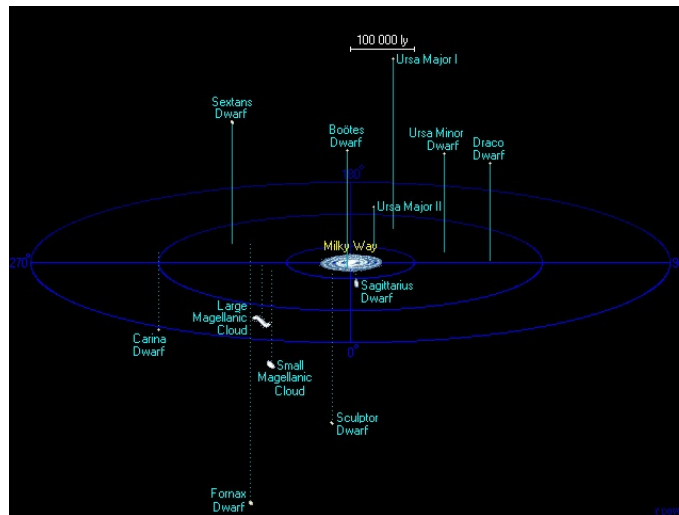 100 000 ly
Ursa Major I
Sextans
Dwarf
Boötes
Dwarf
Ursa Minor
Dwarf
Draco
Dwarf
180°
Ursa Major II
Milky Way
270°
Sagittarius
Dwarf
Large
Magellanic
Cloud
Carina
Dwarf
0°
Small
Magellanic
Cloud
Sculptor
Dwarf
Fornax
Dwarf